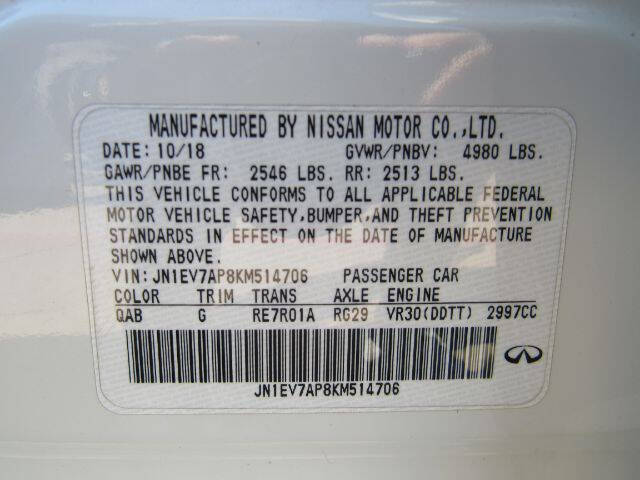 MANUFACTURED BY NISSAN MOTOR CO.,LTD.
DATE: 10/18 GVWR/PNBV: 4980 LBS.
GAWR/PNBE FR: 2546 LBS. RR: 2513 LBS.
THIS VEHICLE CONFORMS TO ALL APPLICABLE FEDERAL
MOTOR VEHICLE SAFETY,BUMPER,AND THEFT PREVENTION
STANDARDS IN EFFECT ON THE DATE OF MANUFACTURE
SHOWN ABOVE.
VIN: JN1EV7AP8KM514706 PASSENGER CAR
COLOR TRIM TRANS AXLE ENGINE
QAB G RE7R01A RG29 VR30(DDTT) 2997CC
JN1EV7AP8KM514706